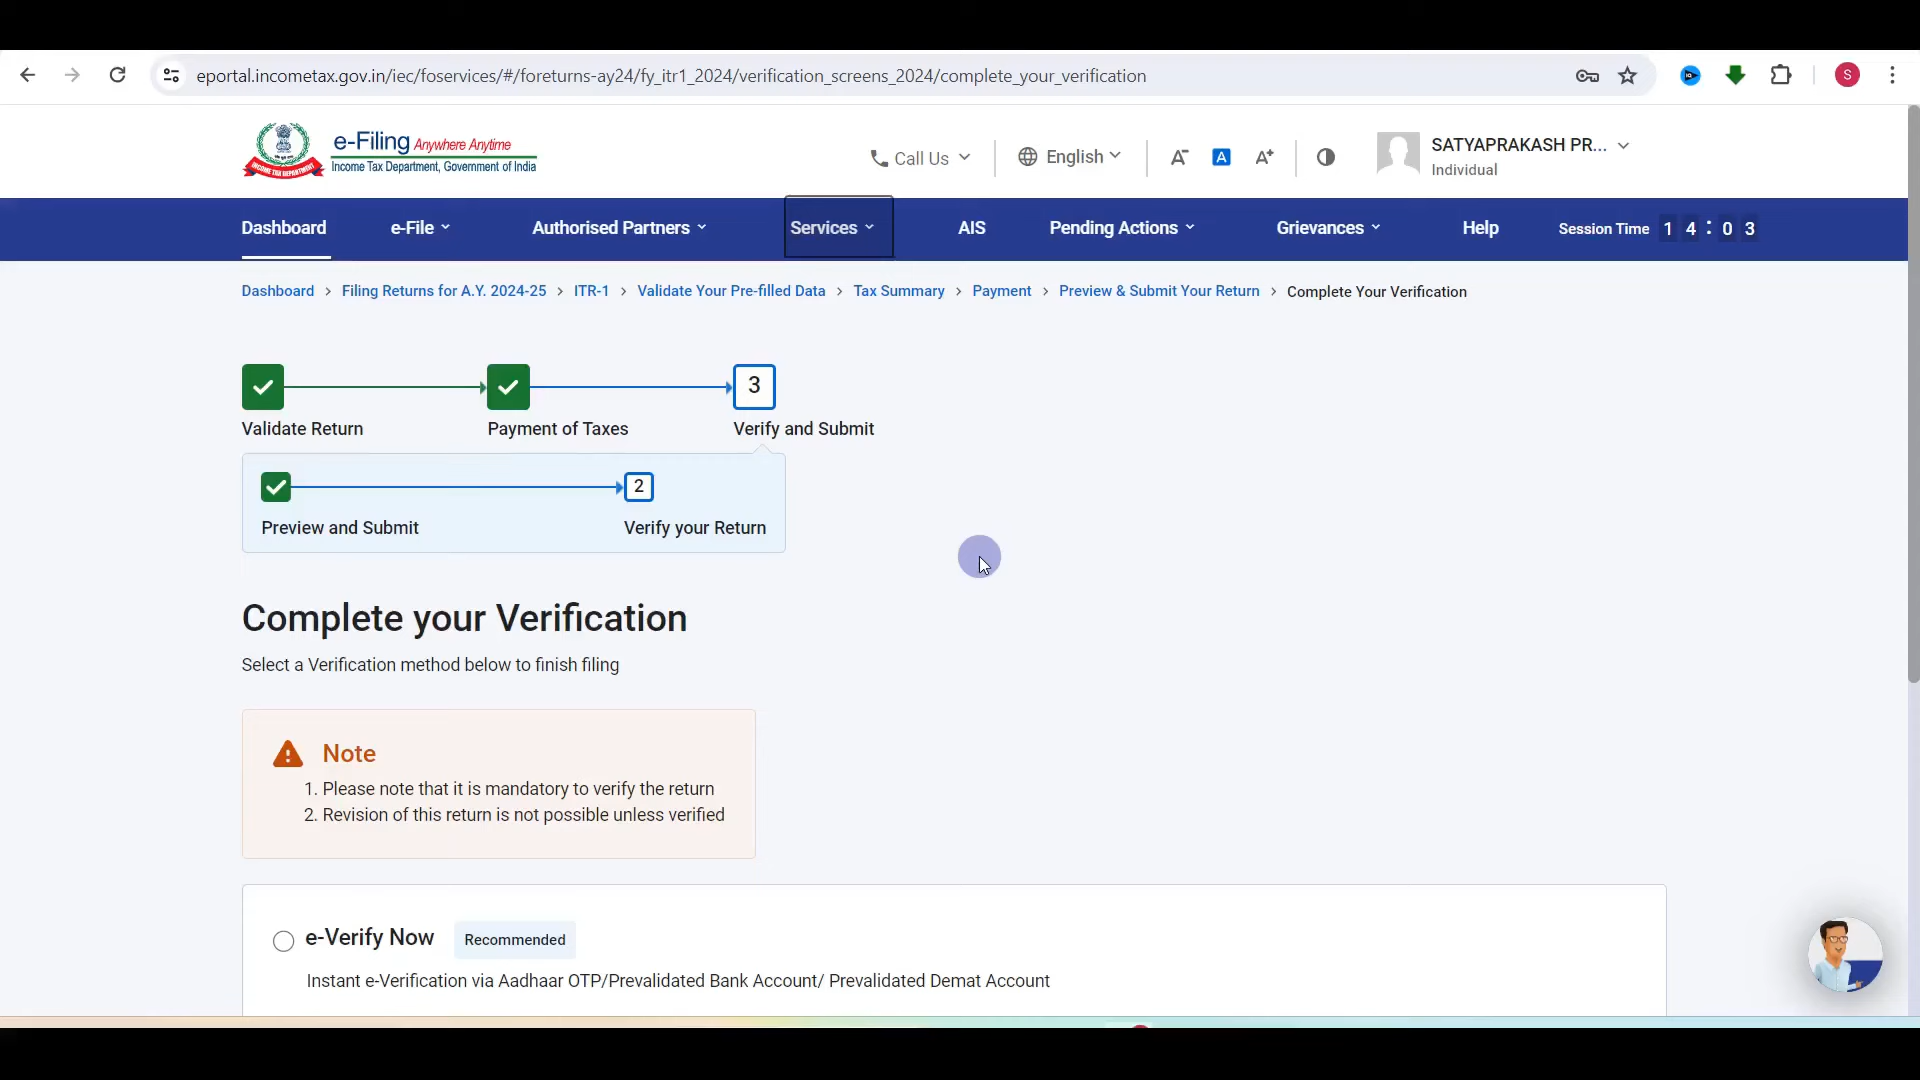 eportal.incometax.gov.in/iec/foservices/#/foreturns-ay24/fy_itr1_2024/verification_screens_2024/complete_your_verification
S
e-Filing Anywhere Anytime
Income Tax Department, Government of India
INCOME TAX DEPARTMENT
Call Us
English
A-
A
A+
SATYAPRAKASH PR...
Individual
Dashboard e-File Authorised Partners Services AIS Pending Actions Grievances Help Session Time 1 4 : 0 3
Dashboard > Filing Returns for A.Y. 2024-25 > ITR-1 > Validate Your Pre-filled Data > Tax Summary > Payment > Preview & Submit Your Return > Complete Your Verification
3
Validate Return Payment of Taxes Verify and Submit
2
Preview and Submit Verify your Return
Complete your Verification
Select a Verification method below to finish filing
Note
1. Please note that it is mandatory to verify the return
2. Revision of this return is not possible unless verified
e-Verify Now Recommended
Instant e-Verification via Aadhaar OTP/Prevalidated Bank Account/ Prevalidated Demat Account